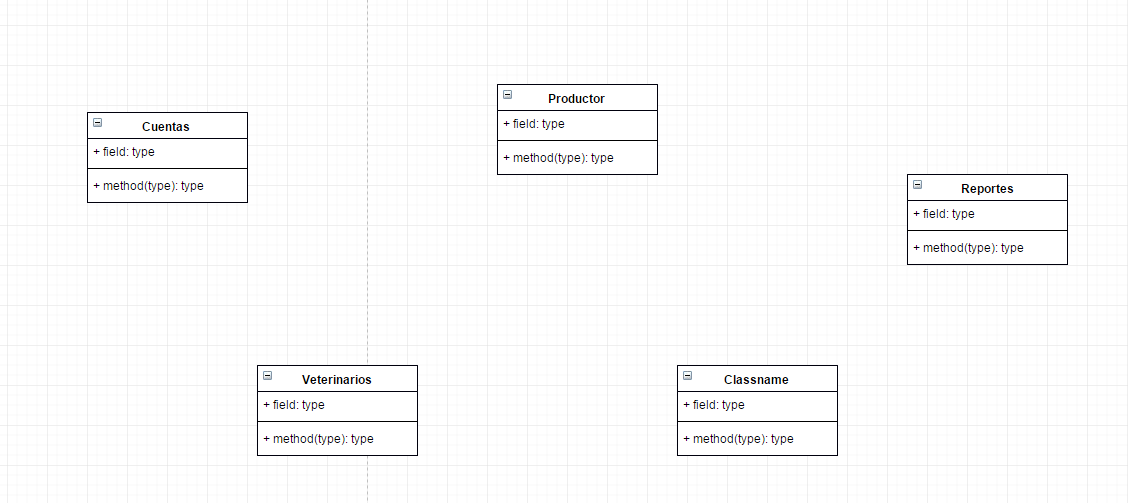 Productor
+ field: type
+ method(type): type
Cuentas
+ field: type
+ method(type): type
Reportes
+ field: type
+ method(type): type
Veterinarios
+ field: type
+ method(type): type
Classname
+ field: type
+ method(type): type